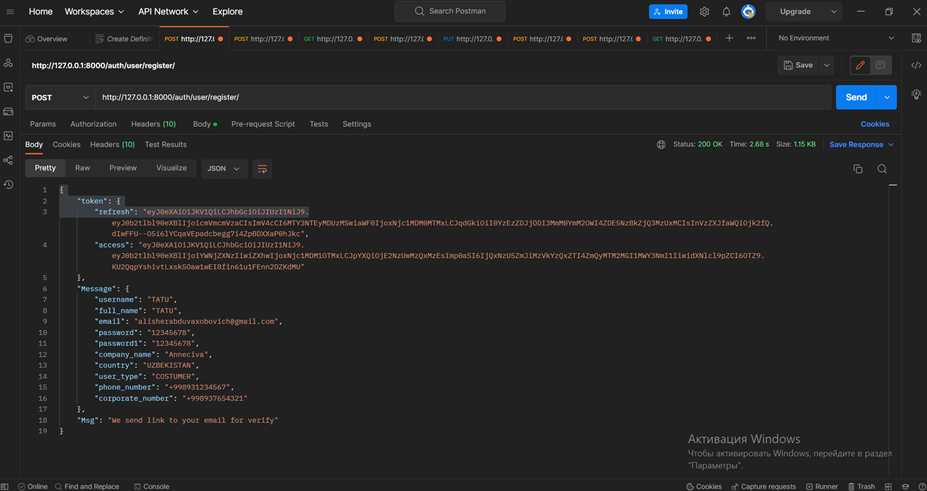 Home Workspaces API Network Explore Search Postman Invite Upgrade
Overview Create Definiti POST http://127.0 POST http://127.0. GET http://127.0. POST http://127.0. PUT http://127.0. POST http://127.0. POST http://127.0. GET http://127.0. No Environment
http://127.0.0.1:8000/auth/user/register/ Save
POST http://127.0.0.1:8000/auth/user/register/ Send
Params Authorization Headers (10) Body Pre-request Script Tests Settings Cookies
Body Cookies Headers (10) Test Results Status: 200 OK Time: 2.68 s Size: 1.15 KB Save Response
Pretty Raw Preview Visualize JSON
1 {
2 "token": {
3 "refresh": "eyJ0eXAiOiJKV1QiLCJhbGciOiJIUzI1NiJ9.
4 "access": "eyJ0eXAiOiJKV1QiLCJhbGciOiJIUzI1NiJ9.
5 },
6 "Message": {
7 "username": "TATU",
8 "full_name": "TATU",
9 "email": "alisherabduvaxobovich@gmail.com",
10 "password": "12345678",
11 "password1": "12345678",
12 "company_name": "Anneciva",
13 "country": "UZBEKISTAN",
14 "user_type": "COSTUMER",
15 "phone_number": "+998931234567",
16 "corporate_number": "+998937654321"
17 },
18 "Msg": "We send link to your email for verify"
19 }
Активация Windows
Чтобы активировать Windows, перейдите в раздел
"Параметры".
Online Find and Replace Console Cookies Capture requests Runner Trash